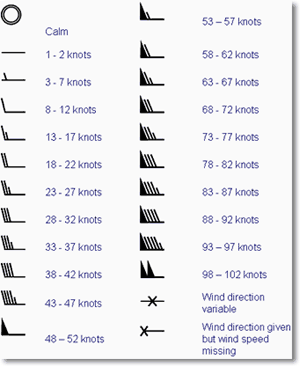 Calm
1 - 2 knots
3 - 7 knots
8 - 12 knots
13 - 17 knots
18 - 22 knots
23 - 27 knots
28 - 32 knots
33 - 37 knots
38 - 42 knots
43 - 47 knots
48 – 52 knots
53 – 57 knots
58 - 62 knots
63 - 67 knots
68 - 72 knots
73 - 77 knots
78 - 82 knots
83 - 87 knots
88 - 92 knots
93 – 97 knots
98 – 102 knots
Wind direction
variable
Wind direction given
but wind speed
missing